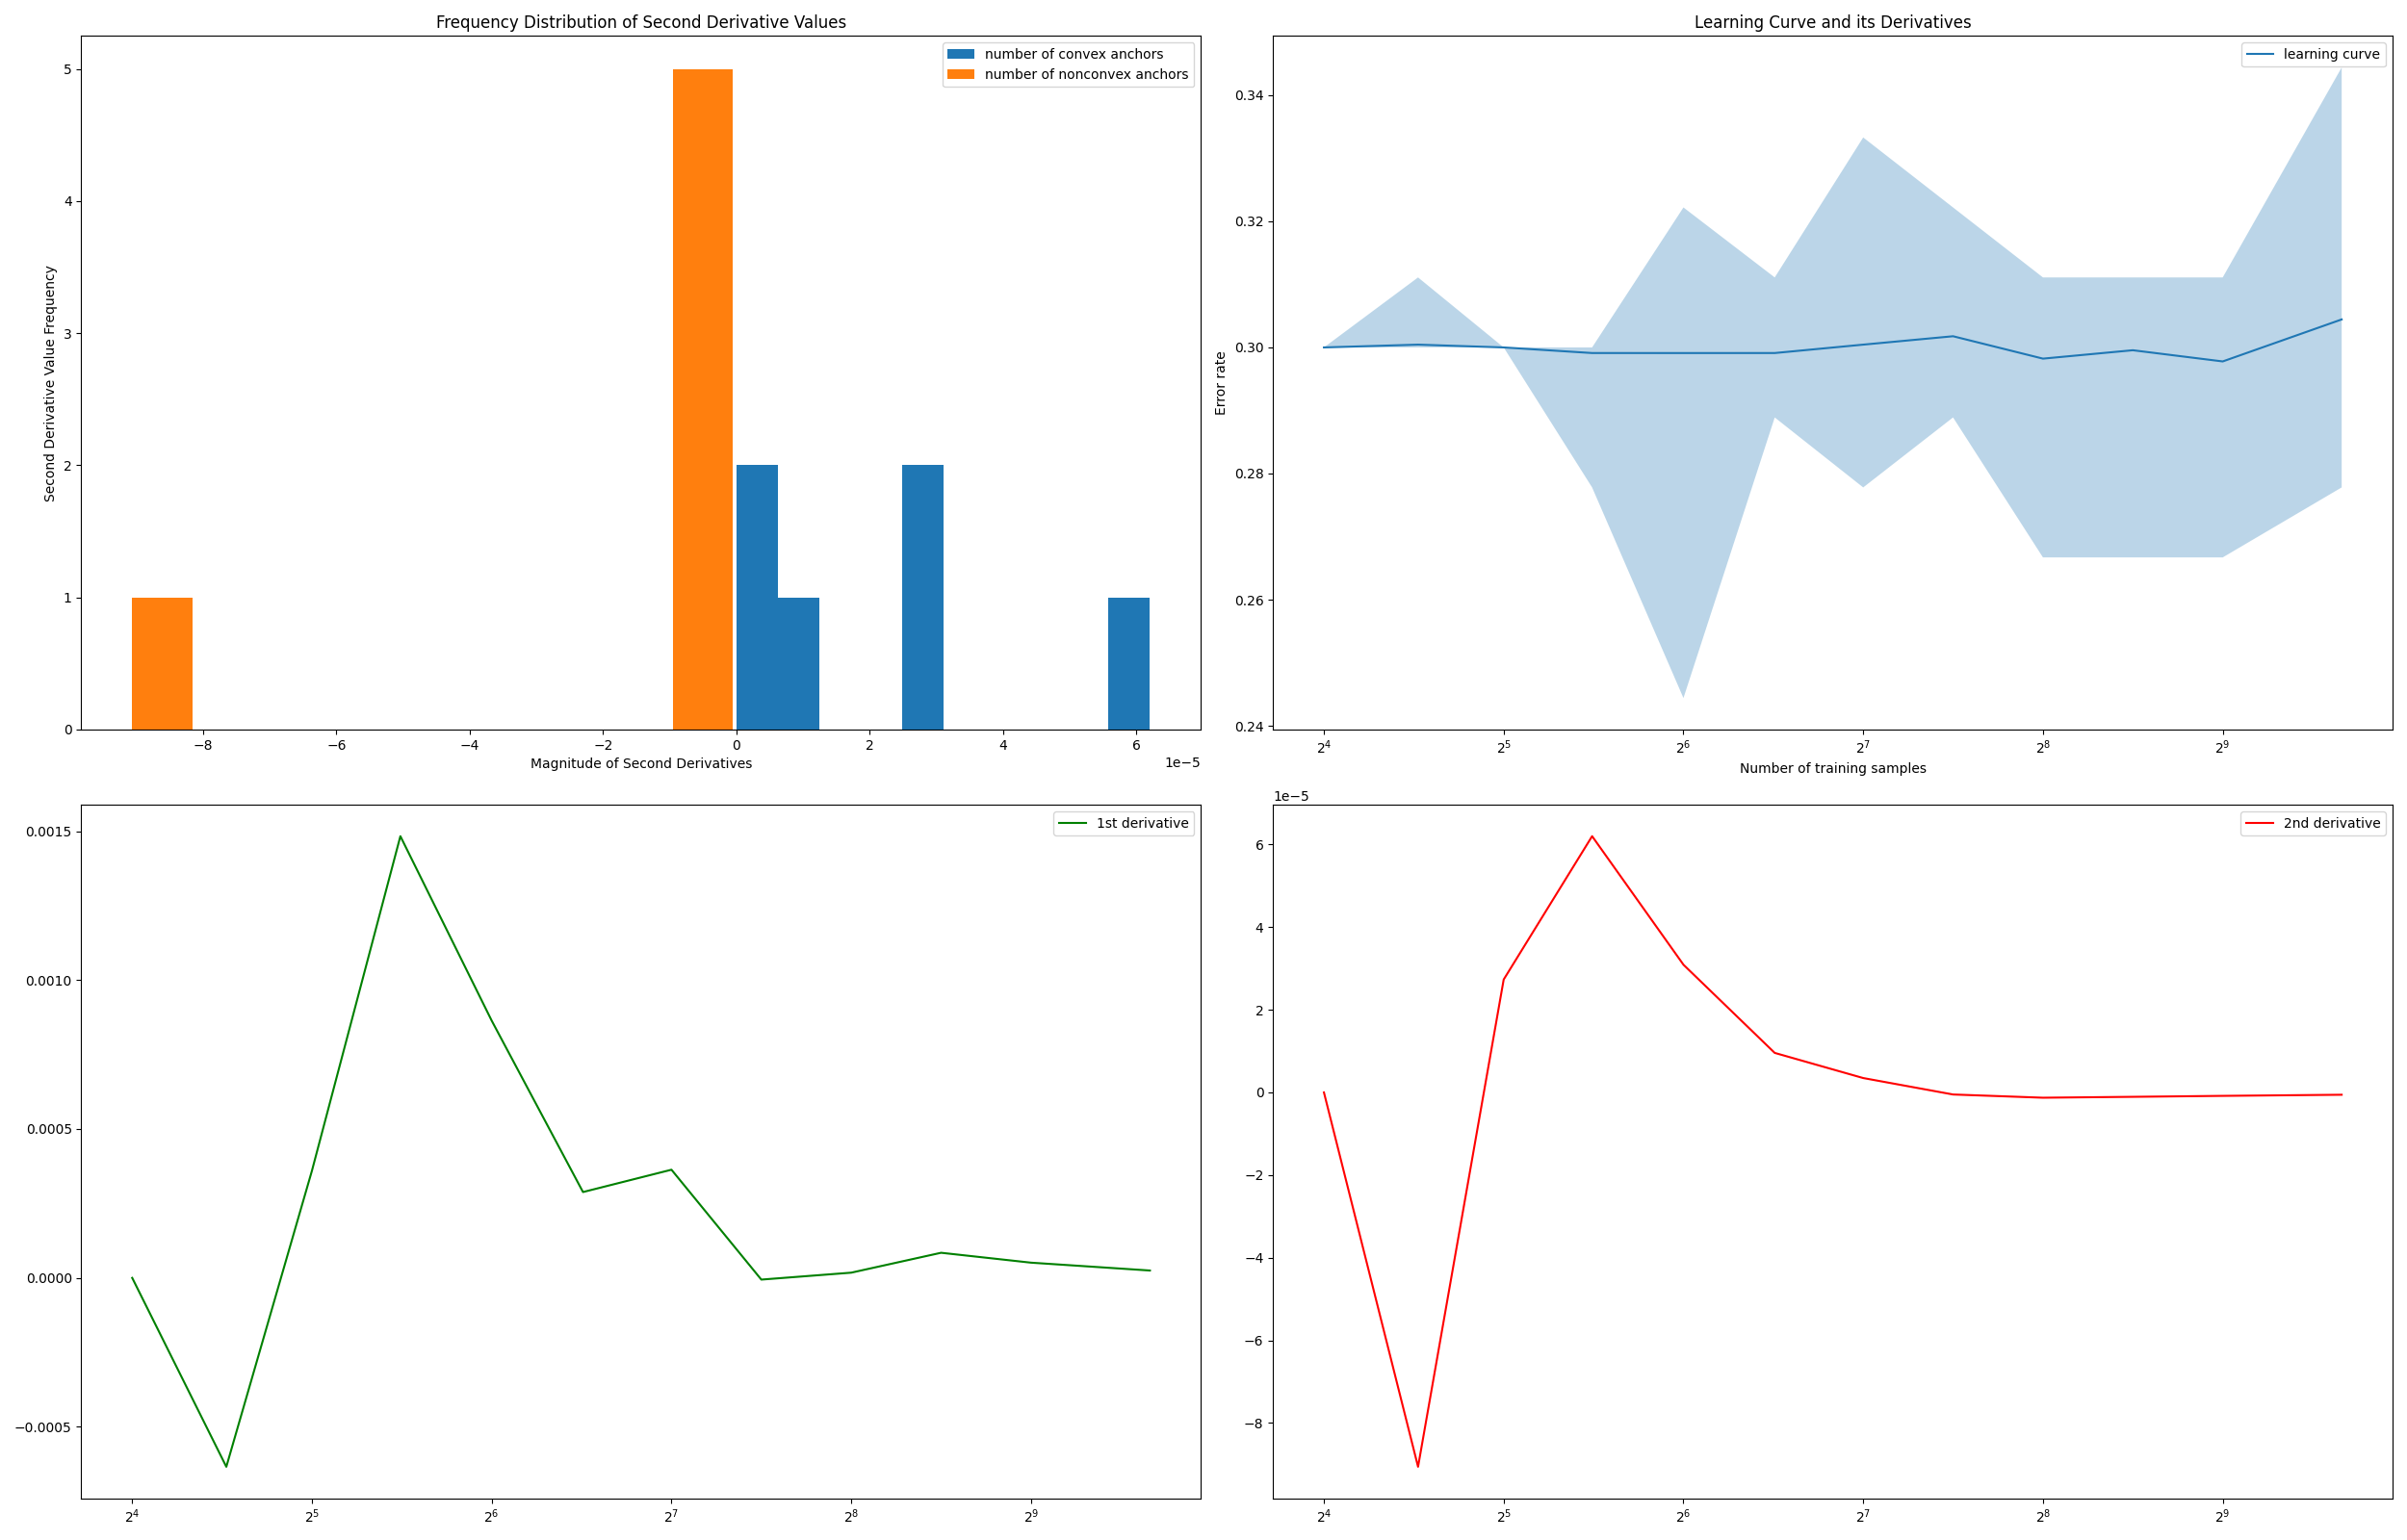 Frequency Distribution of Second Derivative Values
number of convex anchors
number of nonconvex anchors
Second Derivative Value Frequency
5
4
3
2
1
0
−8 −6 −4 −2 0 2 4 6
1e−5
Magnitude of Second Derivatives
Learning Curve and its Derivatives
learning curve
Error rate
0.34
0.32
0.30
0.28
0.26
0.24
2⁴ 2⁵ 2⁶ 2⁷ 2⁸ 2⁹
Number of training samples
1st derivative
0.0015
0.0010
0.0005
0.0000
−0.0005
2⁴ 2⁵ 2⁶ 2⁷ 2⁸ 2⁹
1e−5
2nd derivative
6
4
2
0
−2
−4
−6
−8
2⁴ 2⁵ 2⁶ 2⁷ 2⁸ 2⁹